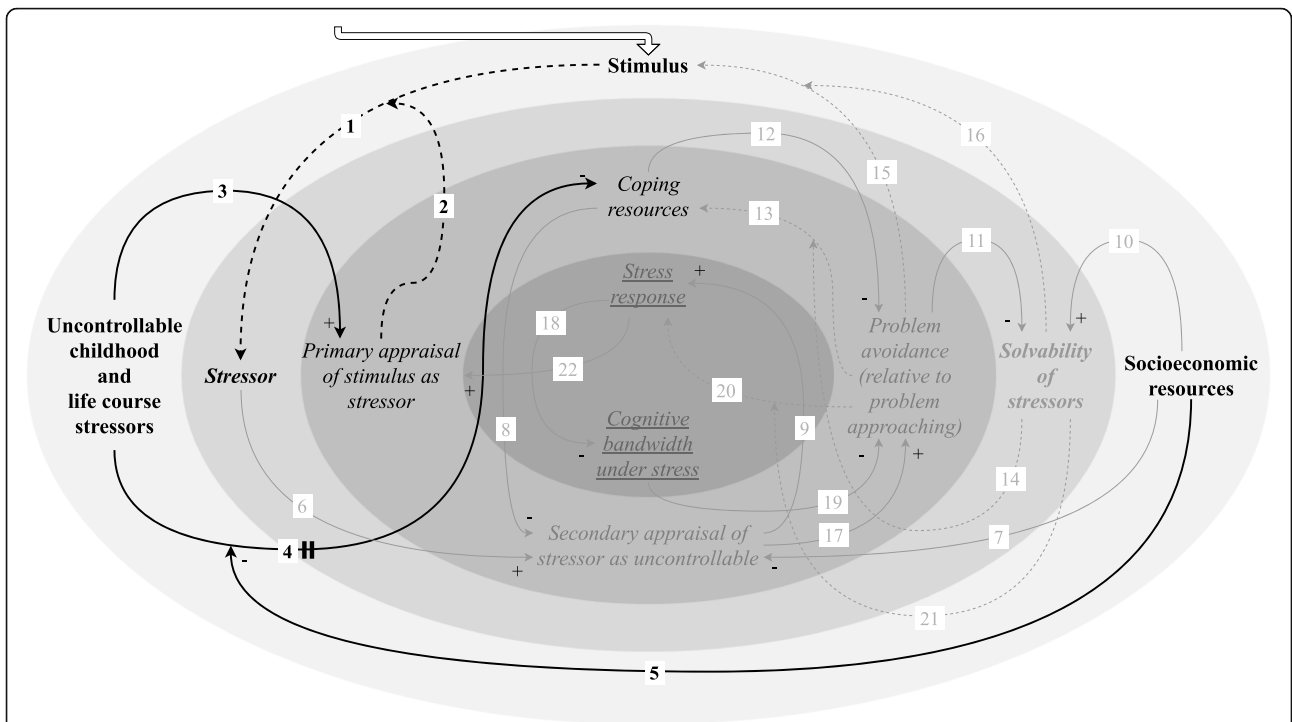 Stimulus
1
12
16
3
2
15
Coping
resources
13
11
10
Stress
response
18
22
Uncontrollable
childhood
and
life course
stressors
Stressor
Primary appraisal
of stimulus as
stressor
Problem
avoidance
(relative to
problem
approaching)
Solvability
of
stressors
Socioeconomic
resources
20
8
9
Cognitive
bandwidth
under stress
6
19
14
Secondary appraisal of
stressor as uncontrollable
17
7
4
21
5
-
+
-
+
-
+
+
-
-
+
-
+
-
-